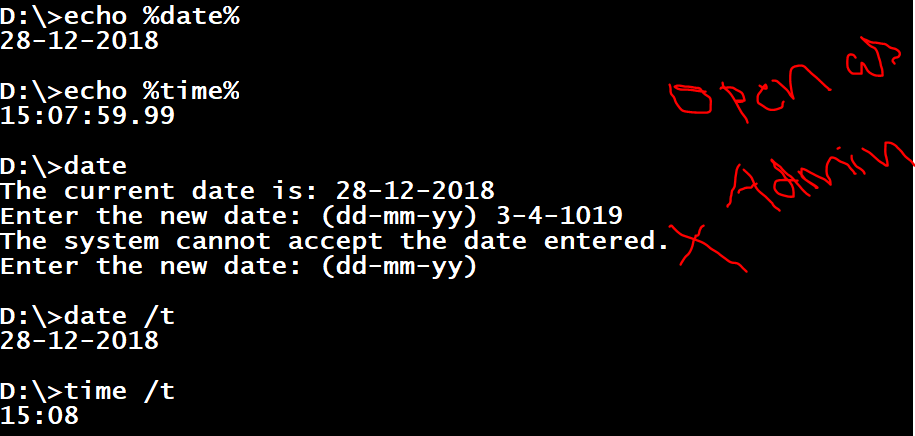 D:\>echo %date%
28-12-2018
D:\>echo %time%
15:07:59.99
D:\>date
The current date is: 28-12-2018
Enter the new date: (dd-mm-yy) 3-4-1019
The system cannot accept the date entered.
Enter the new date: (dd-mm-yy)
D:\>date /t
28-12-2018
D:\>time /t
15:08
Open as
Admin
X